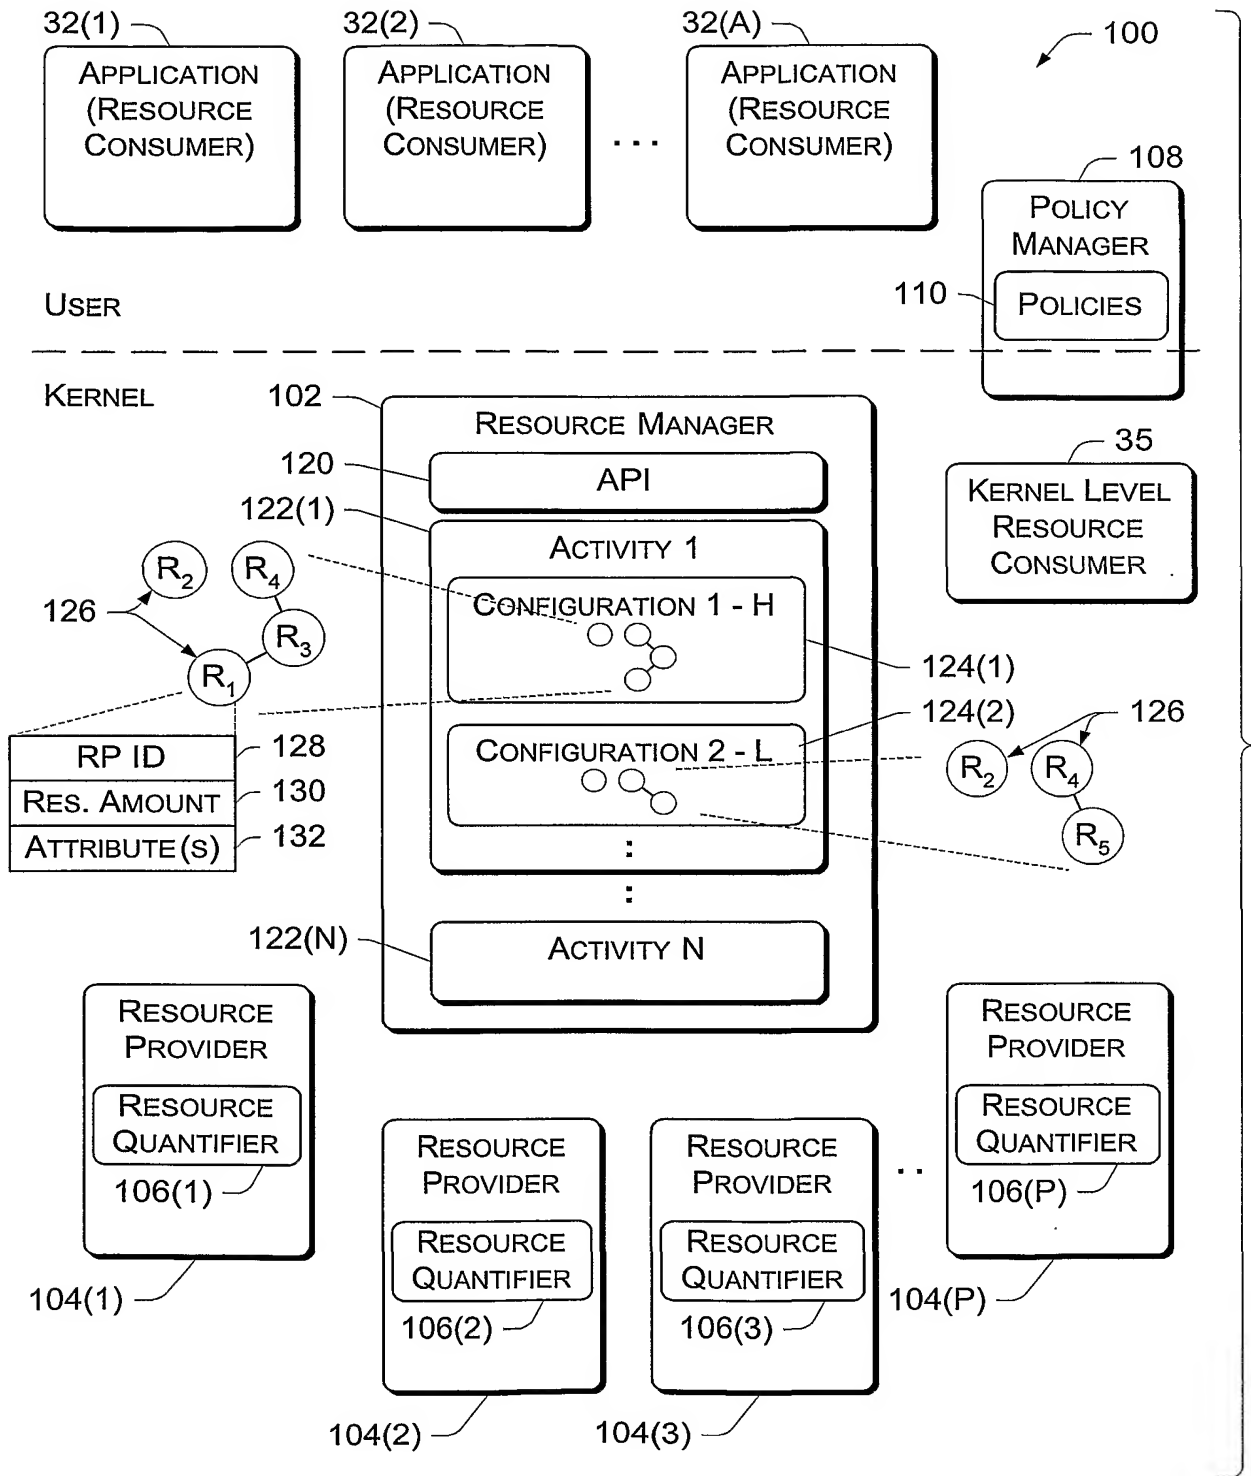 32(1)
32(2)
32(A)
100
APPLICATION
(RESOURCE
CONSUMER)
APPLICATION
(RESOURCE
CONSUMER)
. . .
APPLICATION
(RESOURCE
CONSUMER)
108
POLICY
MANAGER
110
POLICIES
USER
KERNEL
102
RESOURCE MANAGER
35
120
API
KERNEL LEVEL
RESOURCE
CONSUMER
122(1)
ACTIVITY 1
R2
R4
126
R3
R1
CONFIGURATION 1 - H
124(1)
124(2)
126
CONFIGURATION 2 - L
R2
R4
R5
RP ID
128
RES. AMOUNT
130
ATTRIBUTE(S)
132
:
:
122(N)
ACTIVITY N
RESOURCE
PROVIDER
RESOURCE
QUANTIFIER
106(1)
104(1)
RESOURCE
PROVIDER
RESOURCE
QUANTIFIER
106(2)
104(2)
RESOURCE
PROVIDER
RESOURCE
QUANTIFIER
106(3)
104(3)
. .
RESOURCE
PROVIDER
RESOURCE
QUANTIFIER
106(P)
104(P)